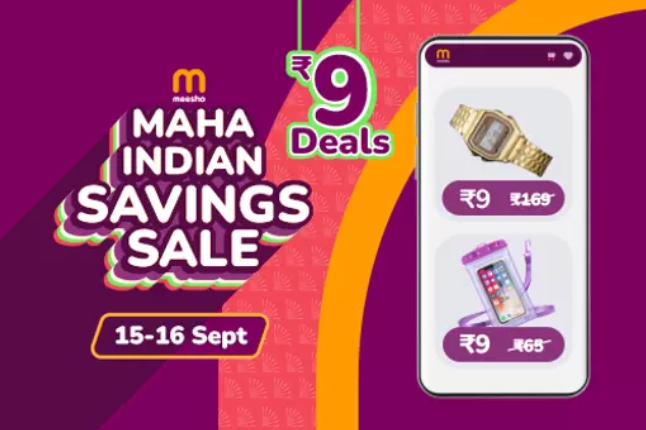 meesho
MAHA
INDIAN
SAVINGS
SALE
15-16 Sept
₹9
Deals
₹9 ₹169
₹9 ₹65